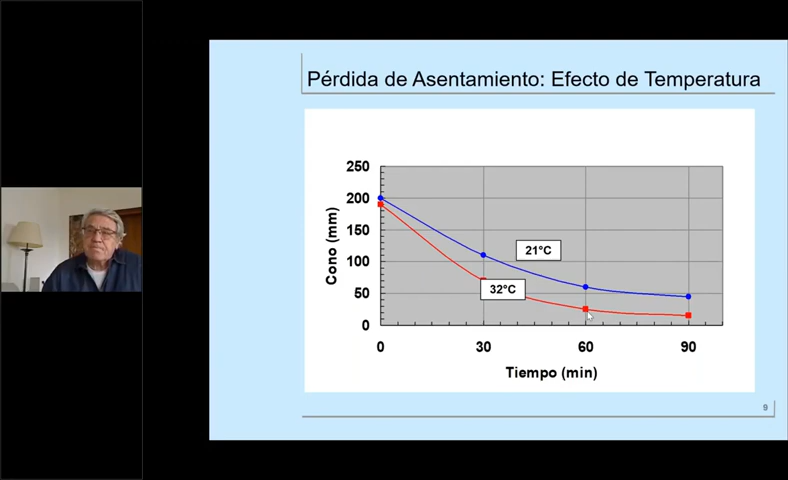 Pérdida de Asentamiento: Efecto de Temperatura
250
200
150
100
50
0
Cono (mm)
21°C
32°C
0 30 60 90
Tiempo (min)
9